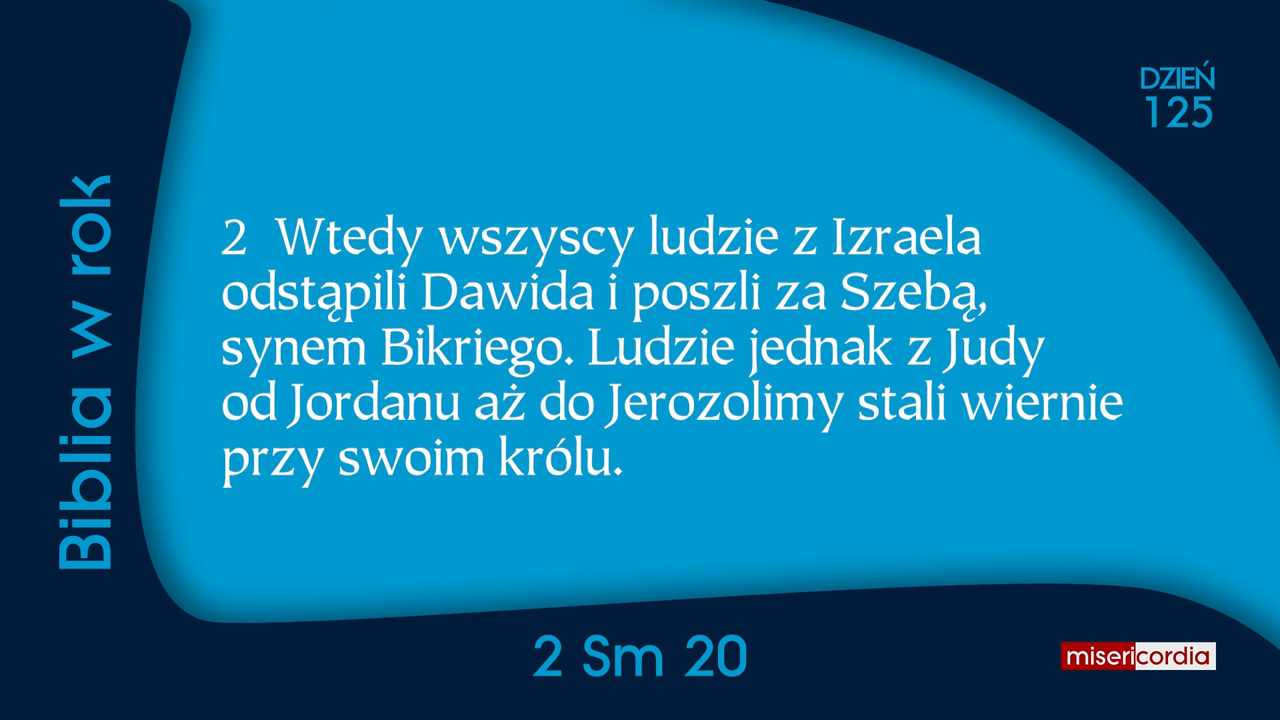 DZIEŃ
125
Biblia w rok
2 Wtedy wszyscy ludzie z Izraela
odstąpili Dawida i poszli za Szebą,
synem Bikriego. Ludzie jednak z Judy
od Jordanu aż do Jerozolimy stali wiernie
przy swoim królu.
2 Sm 20
misericordia